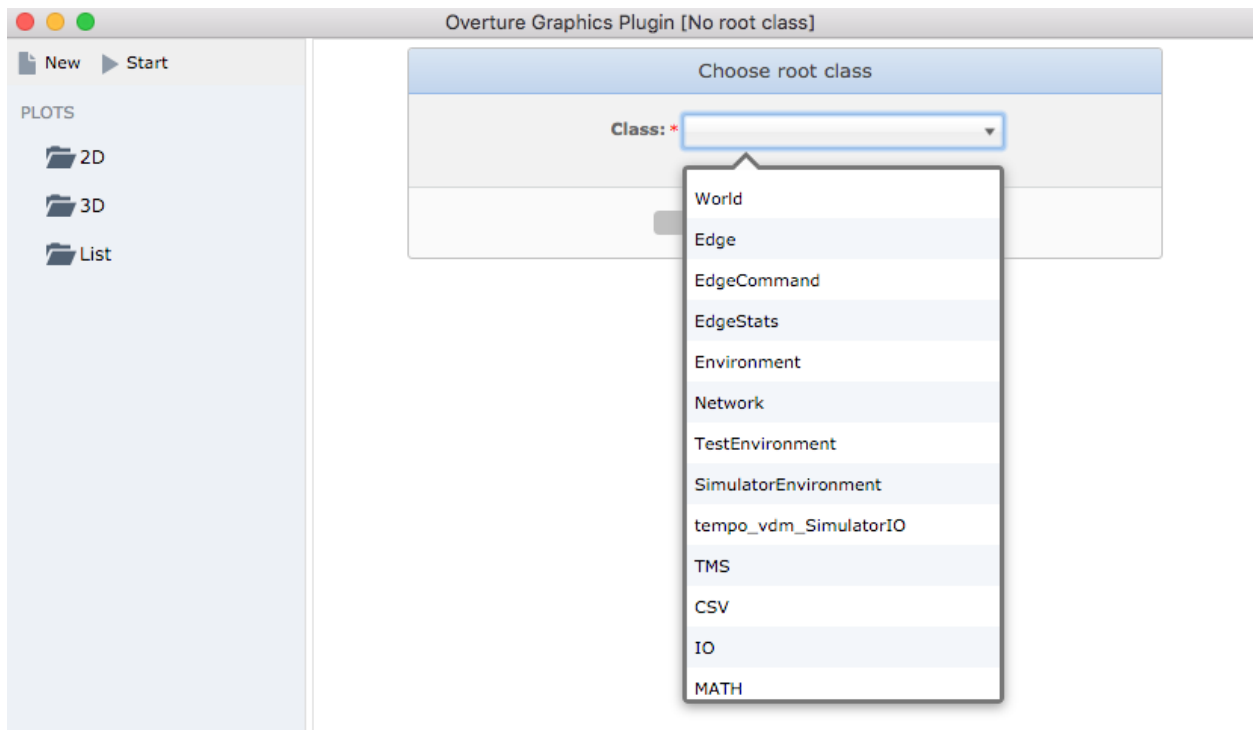 Overture Graphics Plugin [No root class]
New Start
PLOTS
2D
3D
List
Choose root class
Class: *
World
Edge
EdgeCommand
EdgeStats
Environment
Network
TestEnvironment
SimulatorEnvironment
tempo_vdm_SimulatorIO
TMS
CSV
IO
MATH